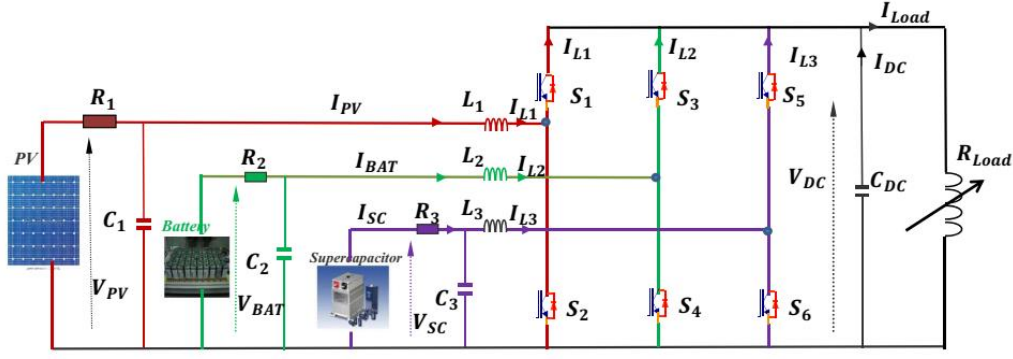 I_Load
I_L1
I_L2
I_L3
I_DC
R_1
I_PV
L_1
I_L1
S_1
S_3
S_5
PV
R_2
I_BAT
L_2
I_L2
V_DC
C_DC
R_Load
C_1
Battery
I_SC
R_3
L_3
I_L3
C_2
Supercapacitor
V_PV
V_BAT
V_SC
C_3
S_2
S_4
S_6